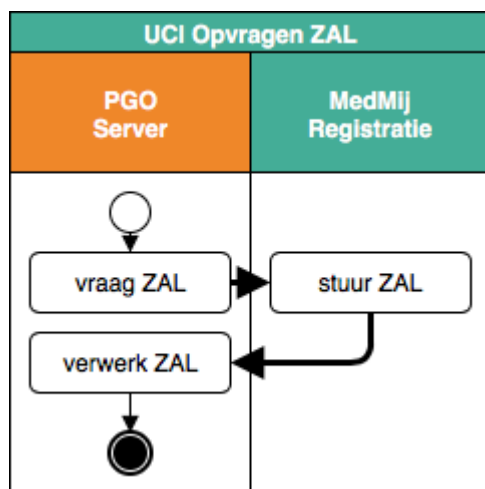 UCI Opvragen ZAL
PGO
Server
MedMij
Registratie
vraag ZAL
stuur ZAL
verwerk ZAL